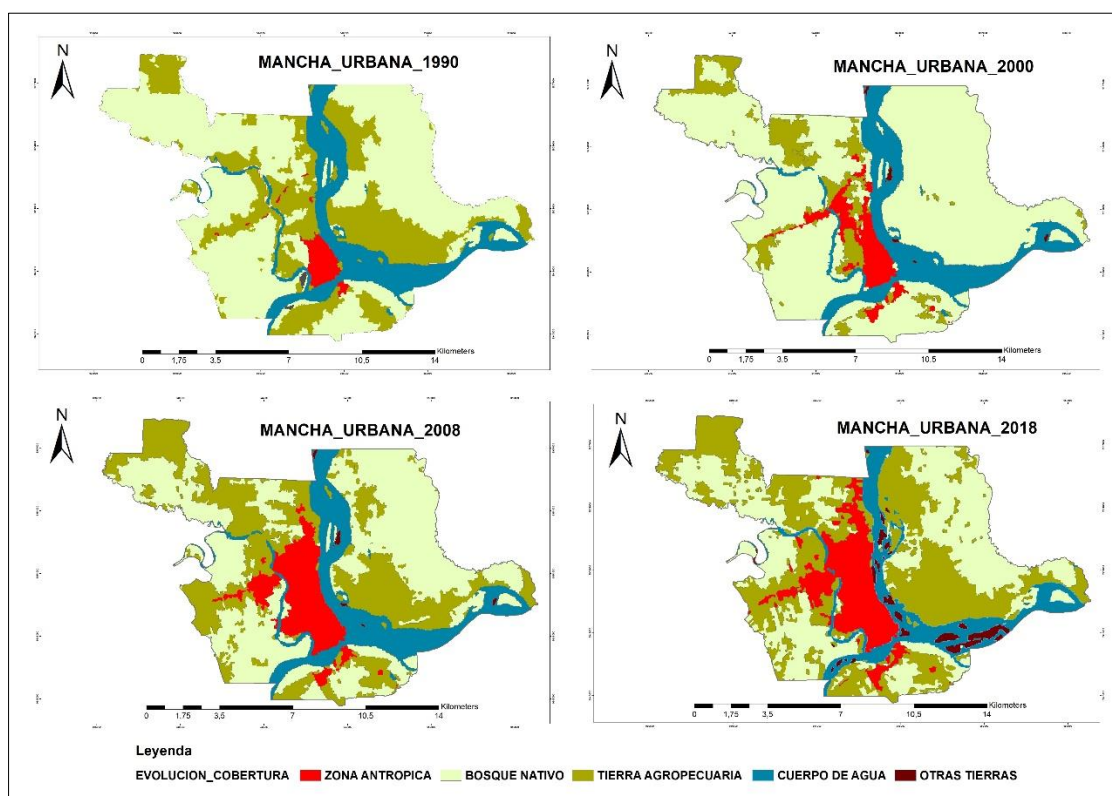 N
MANCHA_URBANA_1990
0 1,75 3,5 7 10,5 14 Kilometers
N
MANCHA_URBANA_2000
0 1,75 3,5 7 10,5 14 Kilometers
N
MANCHA_URBANA_2008
0 1,75 3,5 7 10,5 14 Kilometers
N
MANCHA_URBANA_2018
0 1,75 3,5 7 10,5 14 Kilometers
Leyenda
EVOLUCION_COBERTURA ZONA ANTROPICA BOSQUE NATIVO TIERRA AGROPECUARIA CUERPO DE AGUA OTRAS TIERRAS